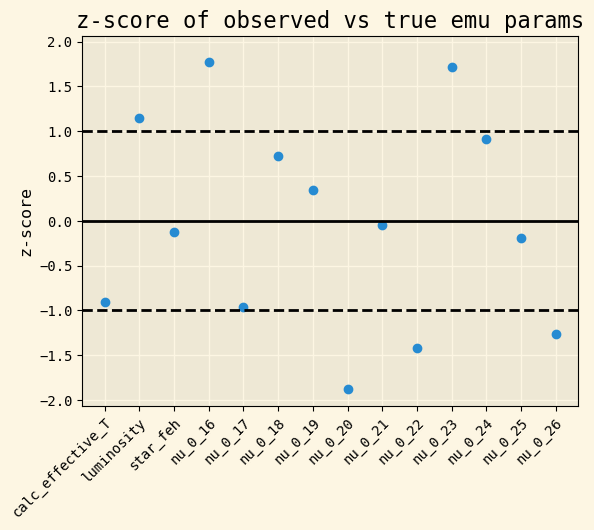 z-score of observed vs true emu params
z-score
2.0
1.5
1.0
0.5
0.0
−0.5
−1.0
−1.5
−2.0
calc_effective_T
luminosity
star_feh
nu_0_16
nu_0_17
nu_0_18
nu_0_19
nu_0_20
nu_0_21
nu_0_22
nu_0_23
nu_0_24
nu_0_25
nu_0_26